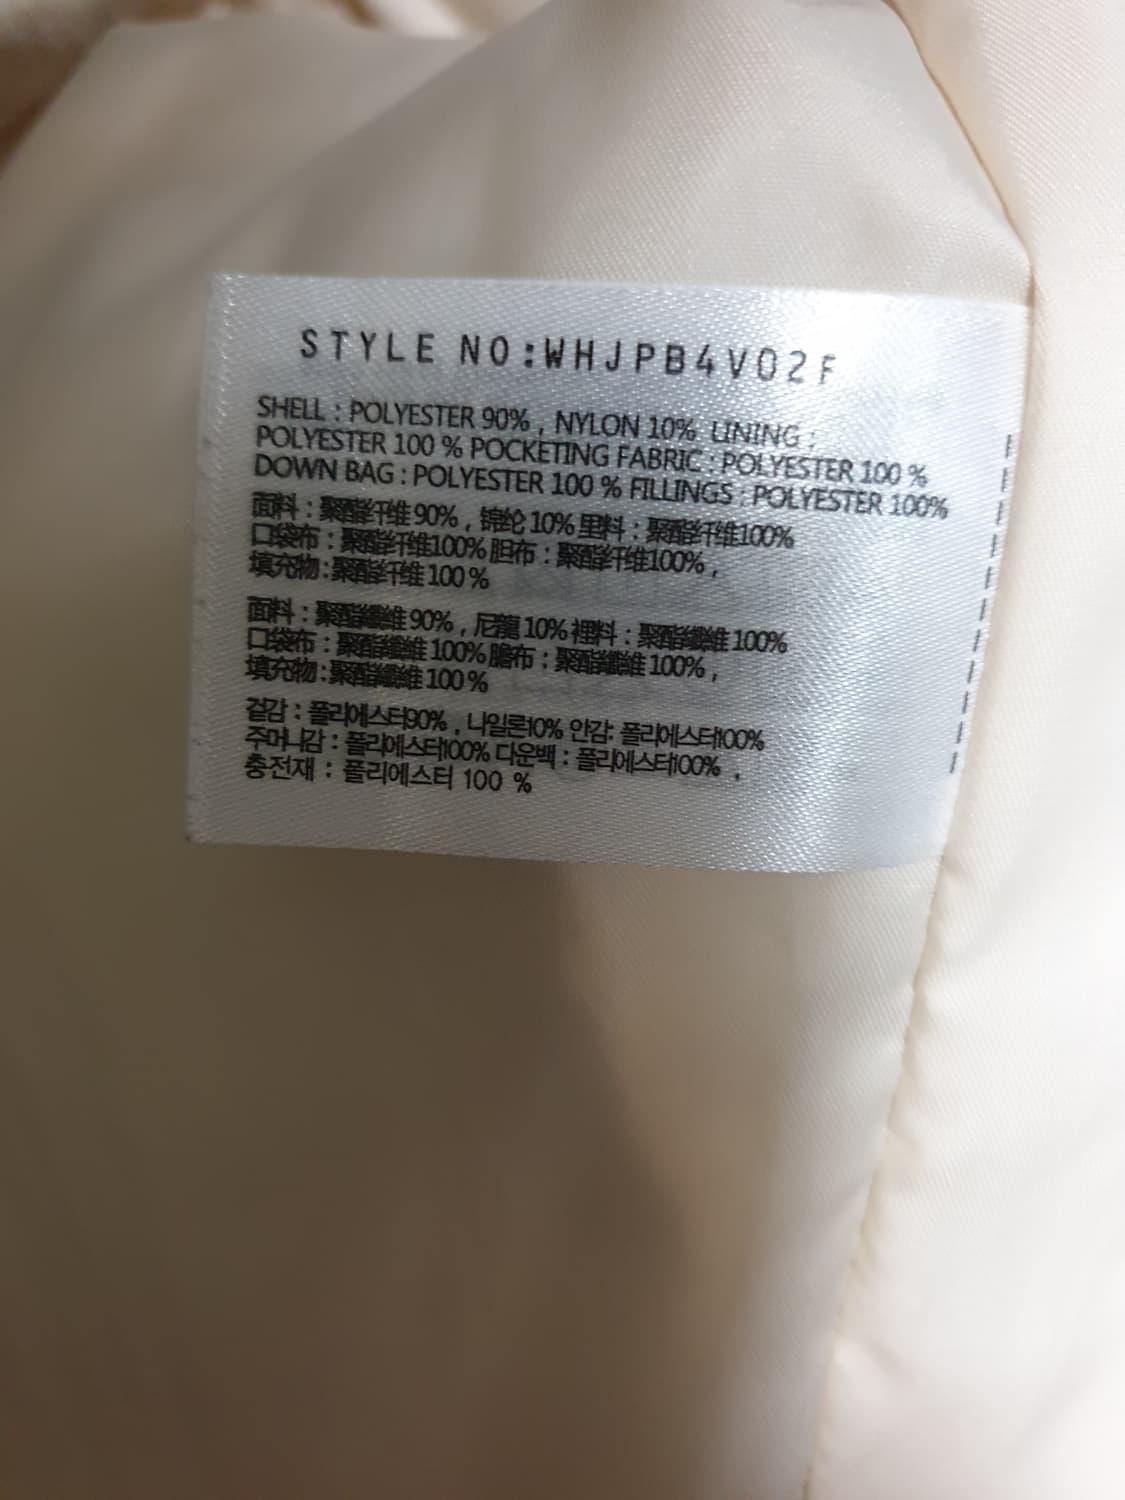 STYLE NO:WHJPB4V02F
SHELL : POLYESTER 90% , NYLON 10% LINING :
POLYESTER 100 % POCKETING FABRIC : POLYESTER 100 %
DOWN BAG : POLYESTER 100 % FILLINGS : POLYESTER 100%
面料 : 聚酯纤维 90% , 锦纶 10% 里料 : 聚酯纤维100%
口袋布 : 聚酯纤维100% 胆布 : 聚酯纤维100% ,
填充物 : 聚酯纤维 100 %
面料 : 聚酯纖維 90% , 尼龍 10% 裡料 : 聚酯纖維 100%
口袋布 : 聚酯纖維 100% 膽布 : 聚酯纖維 100% ,
填充物 : 聚酯纖維 100 %
겉감 : 폴리에스터90% , 나일론10% 안감: 폴리에스터100%
주머니감 : 폴리에스터100% 다운백 : 폴리에스터100% ,
충전재 : 폴리에스터 100 %